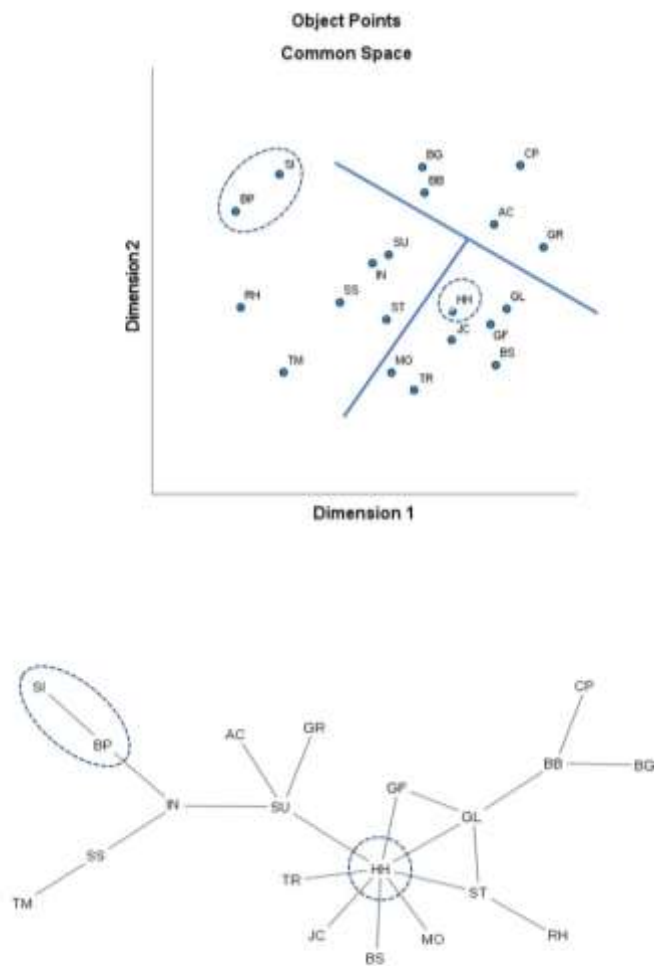 Object Points
Common Space
SI
BG
CP
BB
BP
AC
SU
GR
IN
RH
SS
HH
GL
ST
JC
GF
TM
MO
BS
TR
Dimension 2
Dimension 1
SI
CP
AC
GR
BP
BB
BG
GF
IN
SU
GL
SS
HH
TR
ST
TM
JC
MO
RH
BS